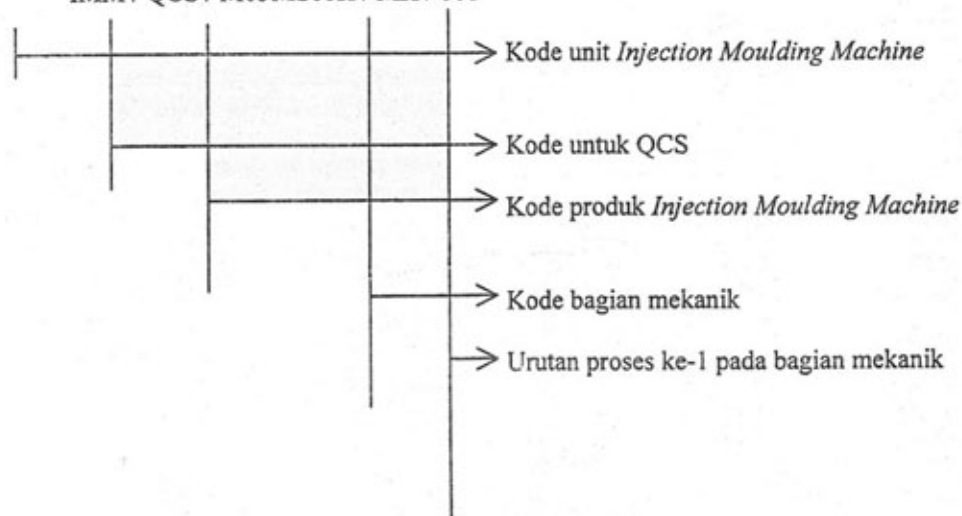 Kode unit Injection Moulding Machine
Kode untuk QCS
Kode produk Injection Moulding Machine
Kode bagian mekanik
Urutan proses ke-1 pada bagian mekanik